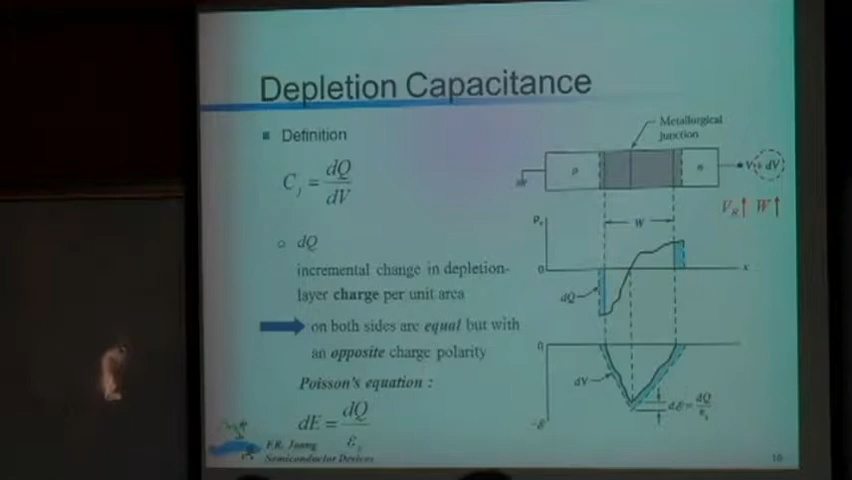 Depletion Capacitance
Definition
C_j = dQ/dV
dQ
incremental change in depletion-
layer charge per unit area
on both sides are equal but with
an opposite charge polarity
Poisson's equation :
dE = dQ/ε_s
F.R. Juang
Semiconductor Devices
Metallurgical
junction
p
n
V + dV
V_R↑ W↑
W
ρ_s
0
x
dQ
0
dV
dℰ = dQ/ε_s
-ℰ
16